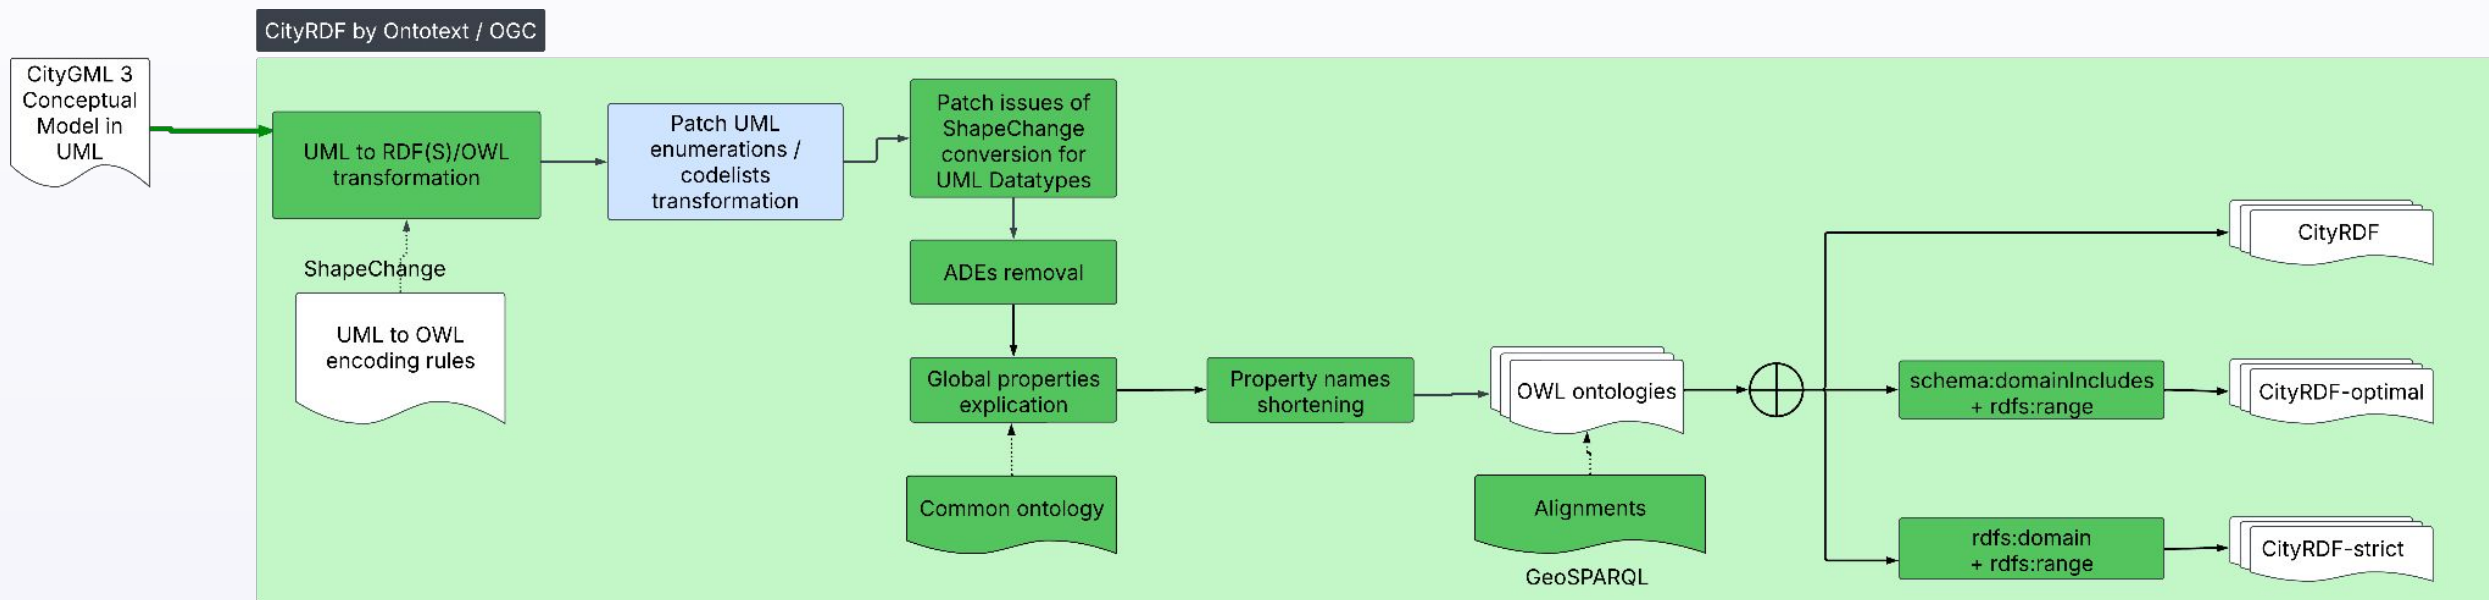 CityRDF by Ontotext / OGC
CityGML 3
Conceptual
Model in
UML
UML to RDF(S)/OWL
transformation
ShapeChange
UML to OWL
encoding rules
Patch UML
enumerations /
codelists
transformation
Patch issues of
ShapeChange
conversion for
UML Datatypes
ADEs removal
Global properties
explication
Common ontology
Property names
shortening
OWL ontologies
Alignments
GeoSPARQL
CityRDF
schema:domainIncludes
+ rdfs:range
CityRDF-optimal
rdfs:domain
+ rdfs:range
CityRDF-strict